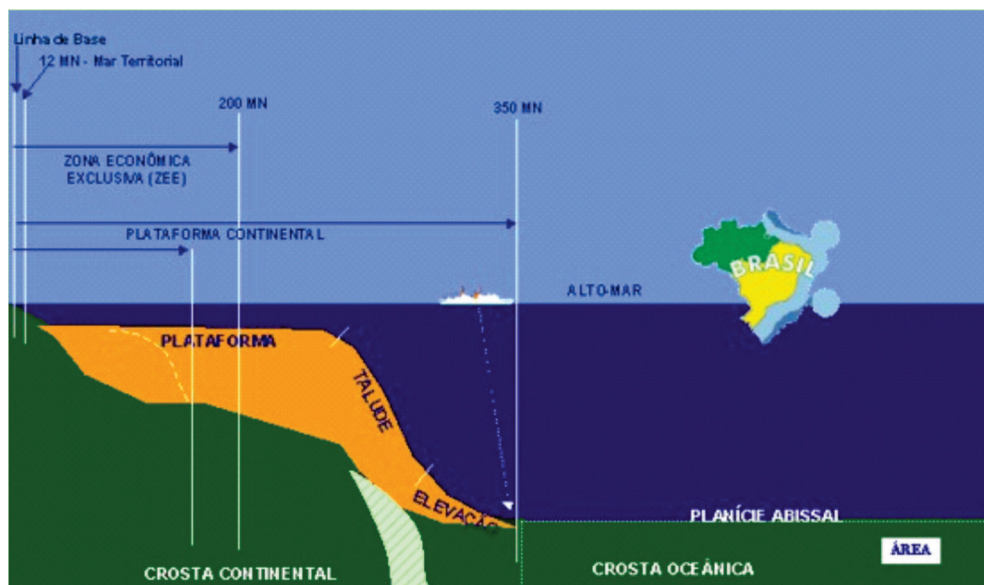 Linha de Base
12 MN - Mar Territorial
200 MN
350 MN
ZONA ECONÔMICA
EXCLUSIVA (ZEE)
PLATAFORMA CONTINENTAL
BRASIL
ALTO-MAR
PLATAFORMA
TALUDE
ELEVAÇÃO
PLANÍCIE ABISSAL
ÁREA
CROSTA CONTINENTAL
CROSTA OCEÂNICA